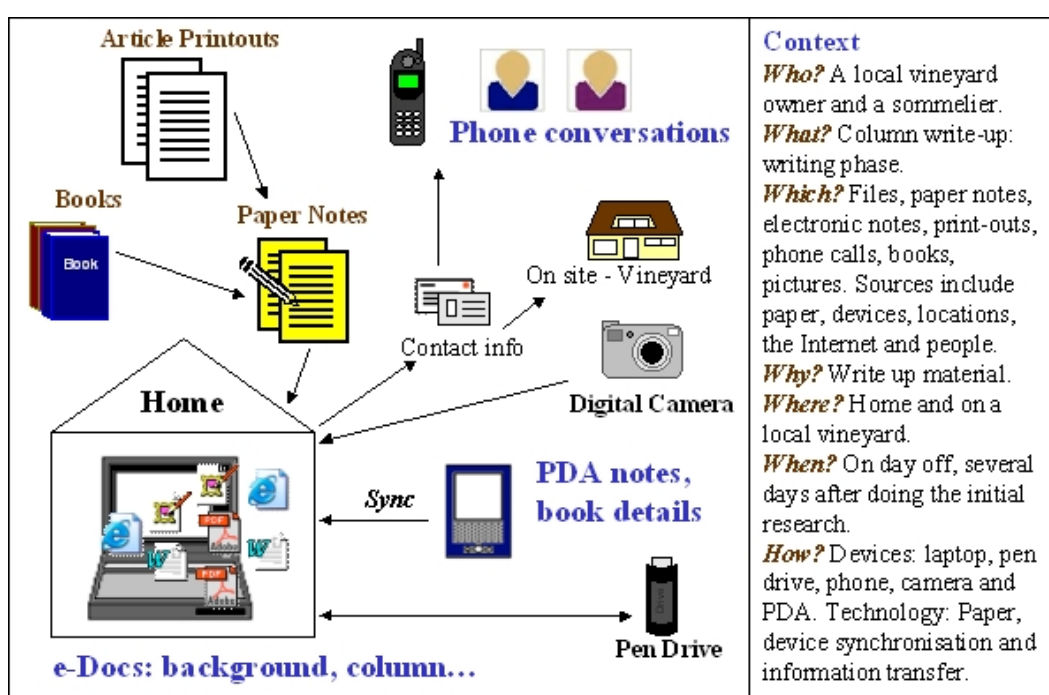 Article Printouts
Phone conversations
Books
Book
Paper Notes
On site - Vineyard
Contact info
Home
Digital Camera
PDA notes,
book details
Sync
PDF
Adobe
W
W
PDF
Adobe
Drive
Pen Drive
e-Docs: background, column...
Context
Who? A local vineyard
owner and a sommelier.
What? Column write-up:
writing phase.
Which? Files, paper notes,
electronic notes, print-outs,
phone calls, books,
pictures. Sources include
paper, devices, locations,
the Internet and people.
Why? Write up material.
Where? Home and on a
local vineyard.
When? On day off, several
days after doing the initial
research.
How? Devices: laptop, pen
drive, phone, camera and
PDA. Technology: Paper,
device synchronisation and
information transfer.